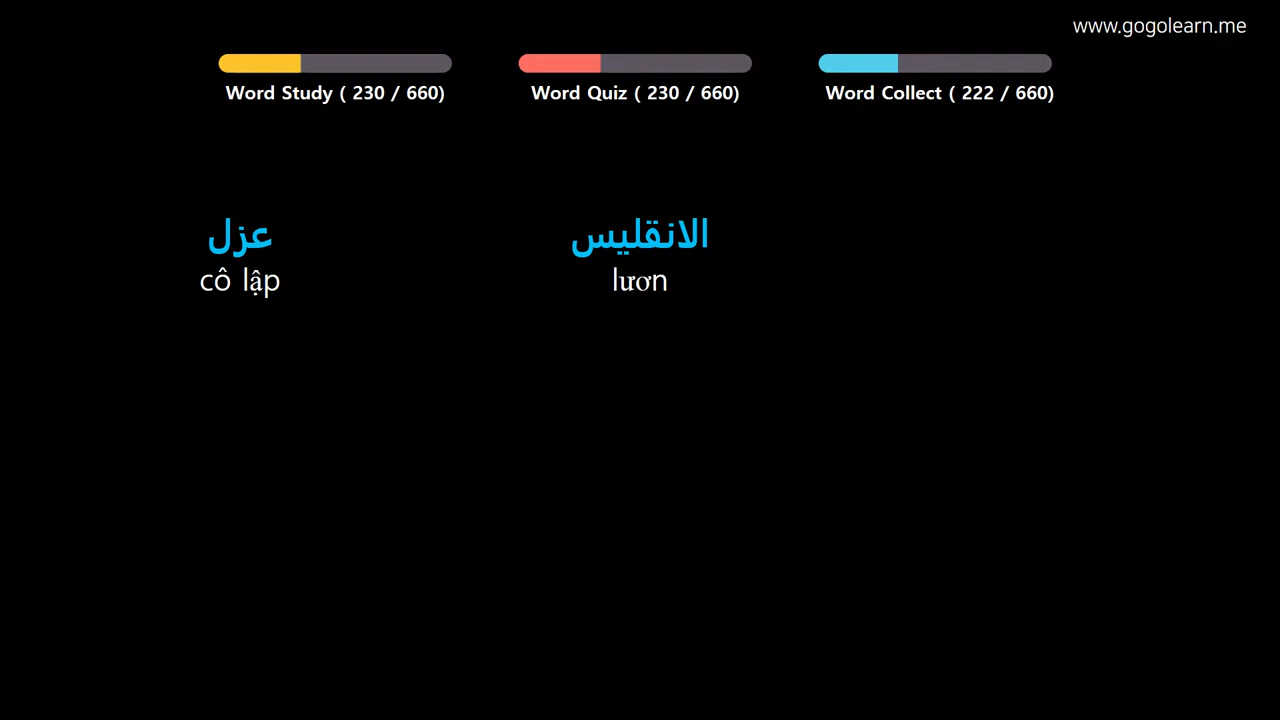 www.gogolearn.me
Word Study ( 230 / 660)
Word Quiz ( 230 / 660)
Word Collect ( 222 / 660)
عزل
cô lập
الانقليس
lươn